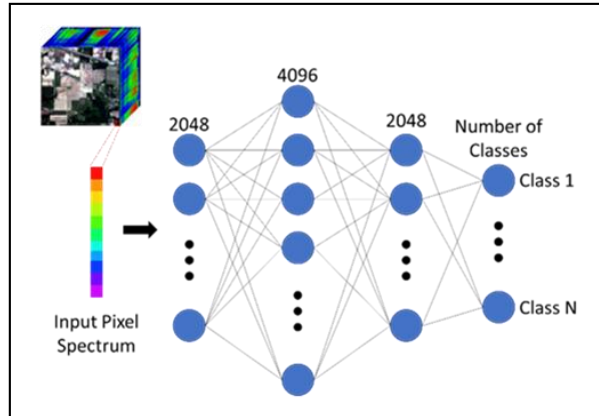 4096
2048
2048
Number of
Classes
Class 1
Class N
Input Pixel
Spectrum